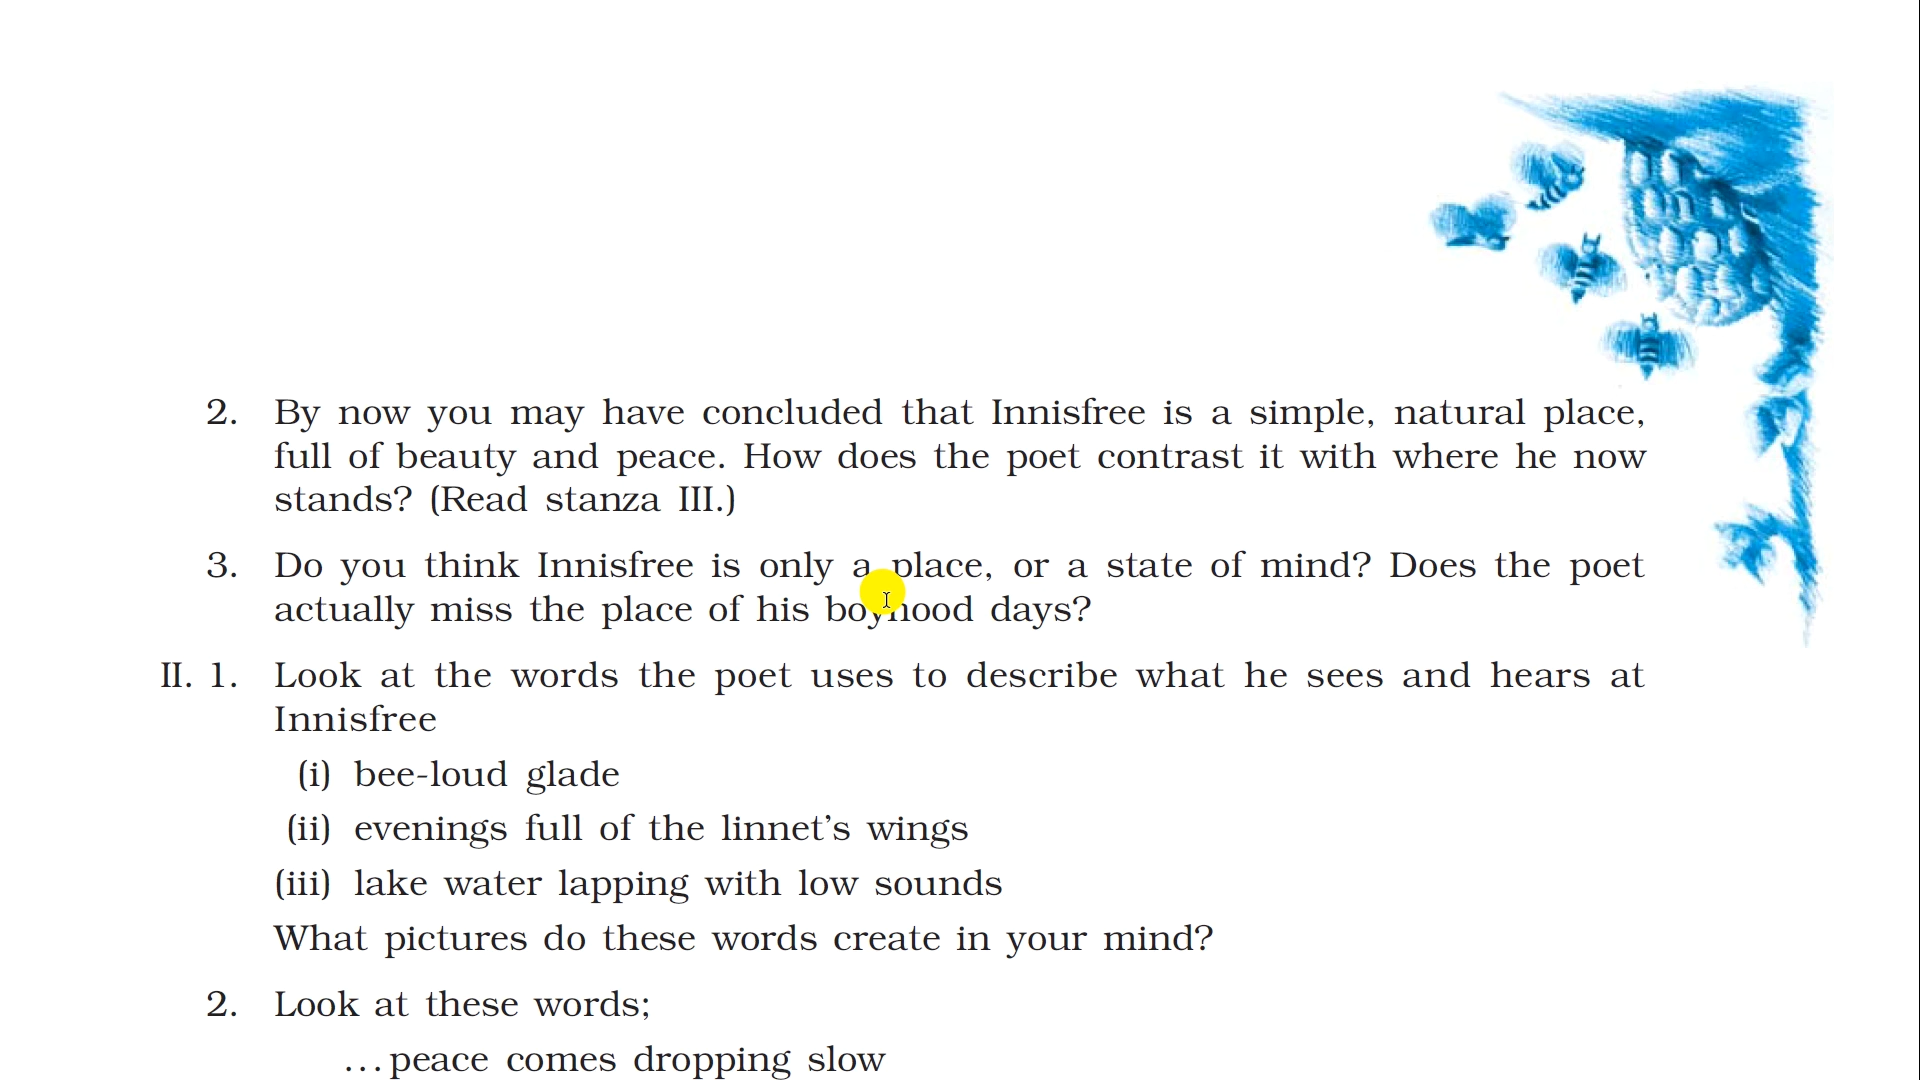 2. By now you may have concluded that Innisfree is a simple, natural place,
full of beauty and peace. How does the poet contrast it with where he now
stands? (Read stanza III.)
3. Do you think Innisfree is only a place, or a state of mind? Does the poet
actually miss the place of his boyhood days?
II. 1. Look at the words the poet uses to describe what he sees and hears at
Innisfree
(i) bee-loud glade
(ii) evenings full of the linnet’s wings
(iii) lake water lapping with low sounds
What pictures do these words create in your mind?
2. Look at these words;
...peace comes dropping slow